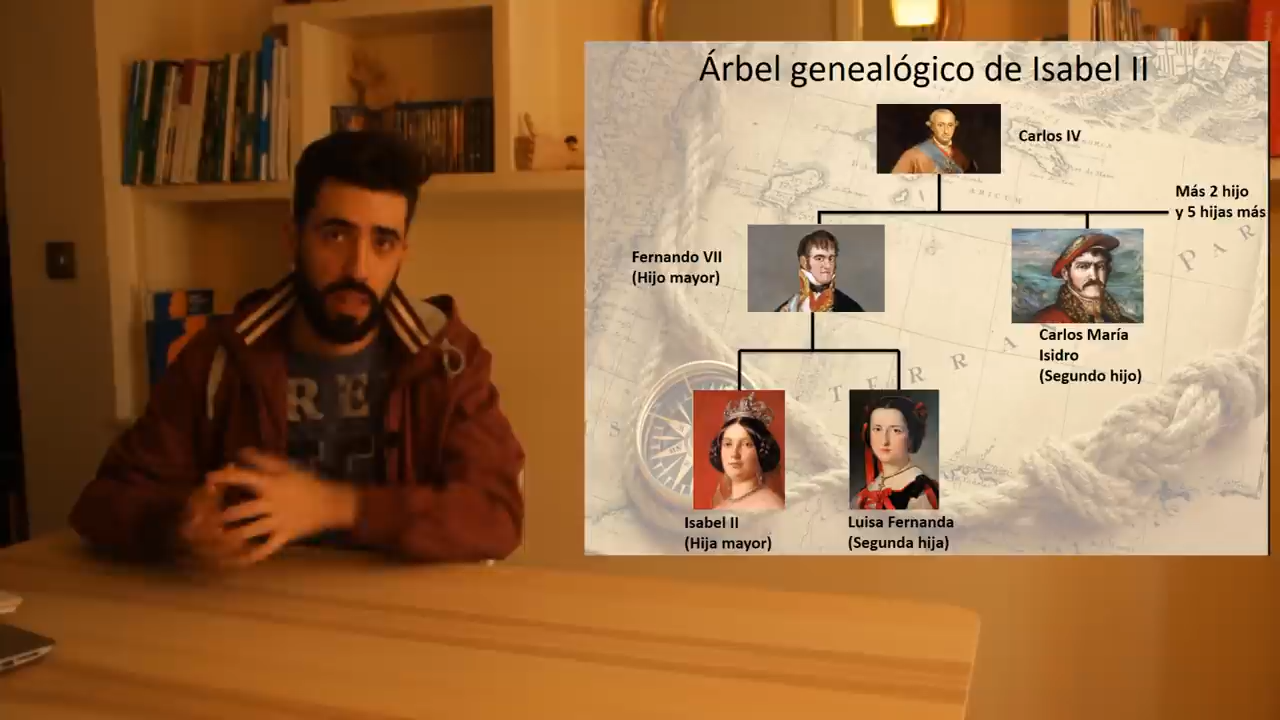 Árbel genealógico de Isabel II
Carlos IV
Más 2 hijo
y 5 hijas más
Fernando VII
(Hijo mayor)
Carlos María
Isidro
(Segundo hijo)
Isabel II
(Hija mayor)
Luisa Fernanda
(Segunda hija)
RE